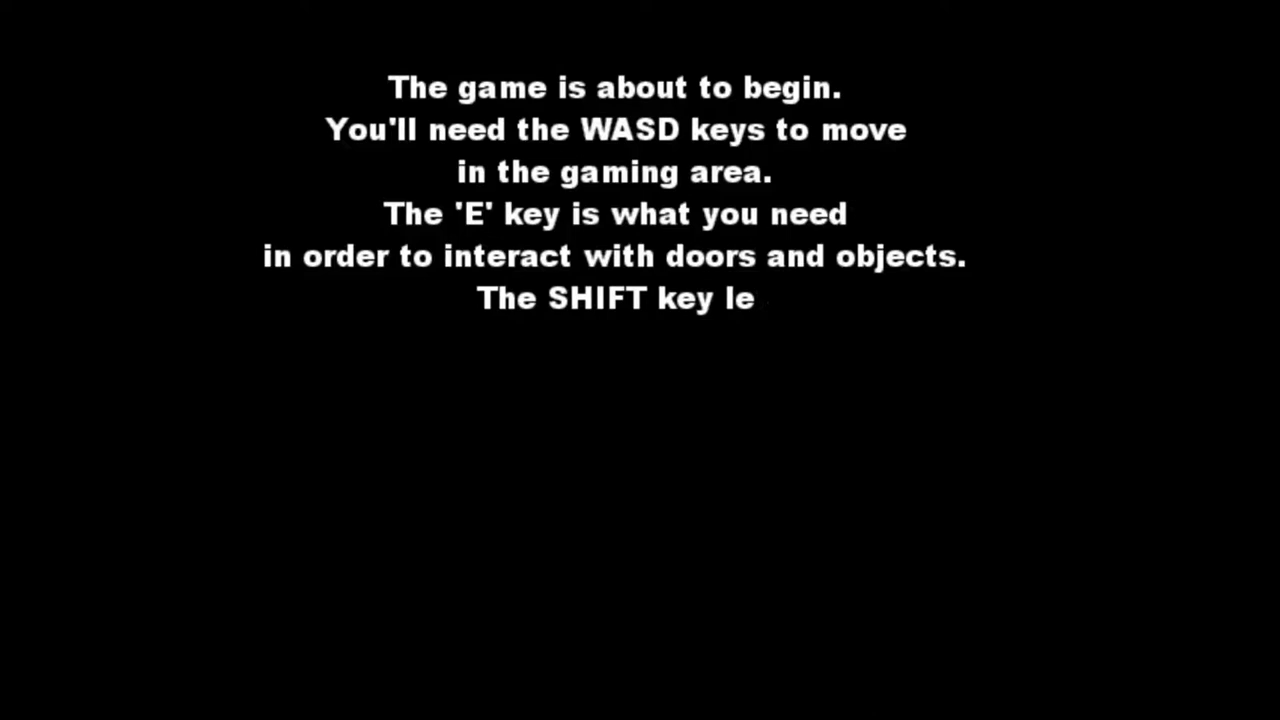 The game is about to begin.
You'll need the WASD keys to move
in the gaming area.
The 'E' key is what you need
in order to interact with doors and objects.
The SHIFT key le